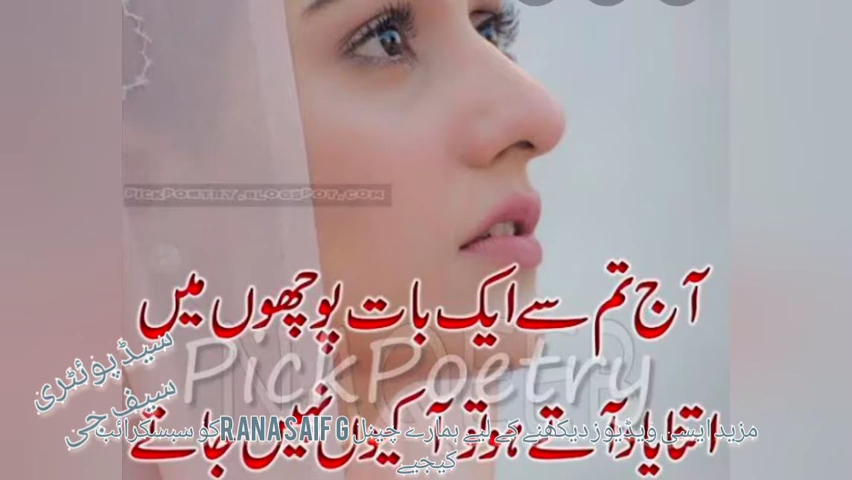 PICKPOETRY.BLOGSPOT.COM
آج تم سے ایک بات پوچھوں میں
PickPoetry
سیڈ پوئٹری
سیف جی
اتنا یاد آتے ہو تو آ کیوں نہیں جاتے
مزید ایسی ویڈیوز دیکھنے کے لیے ہمارے چینل RANA SAIF G کو سبسکرائب
کیجیے